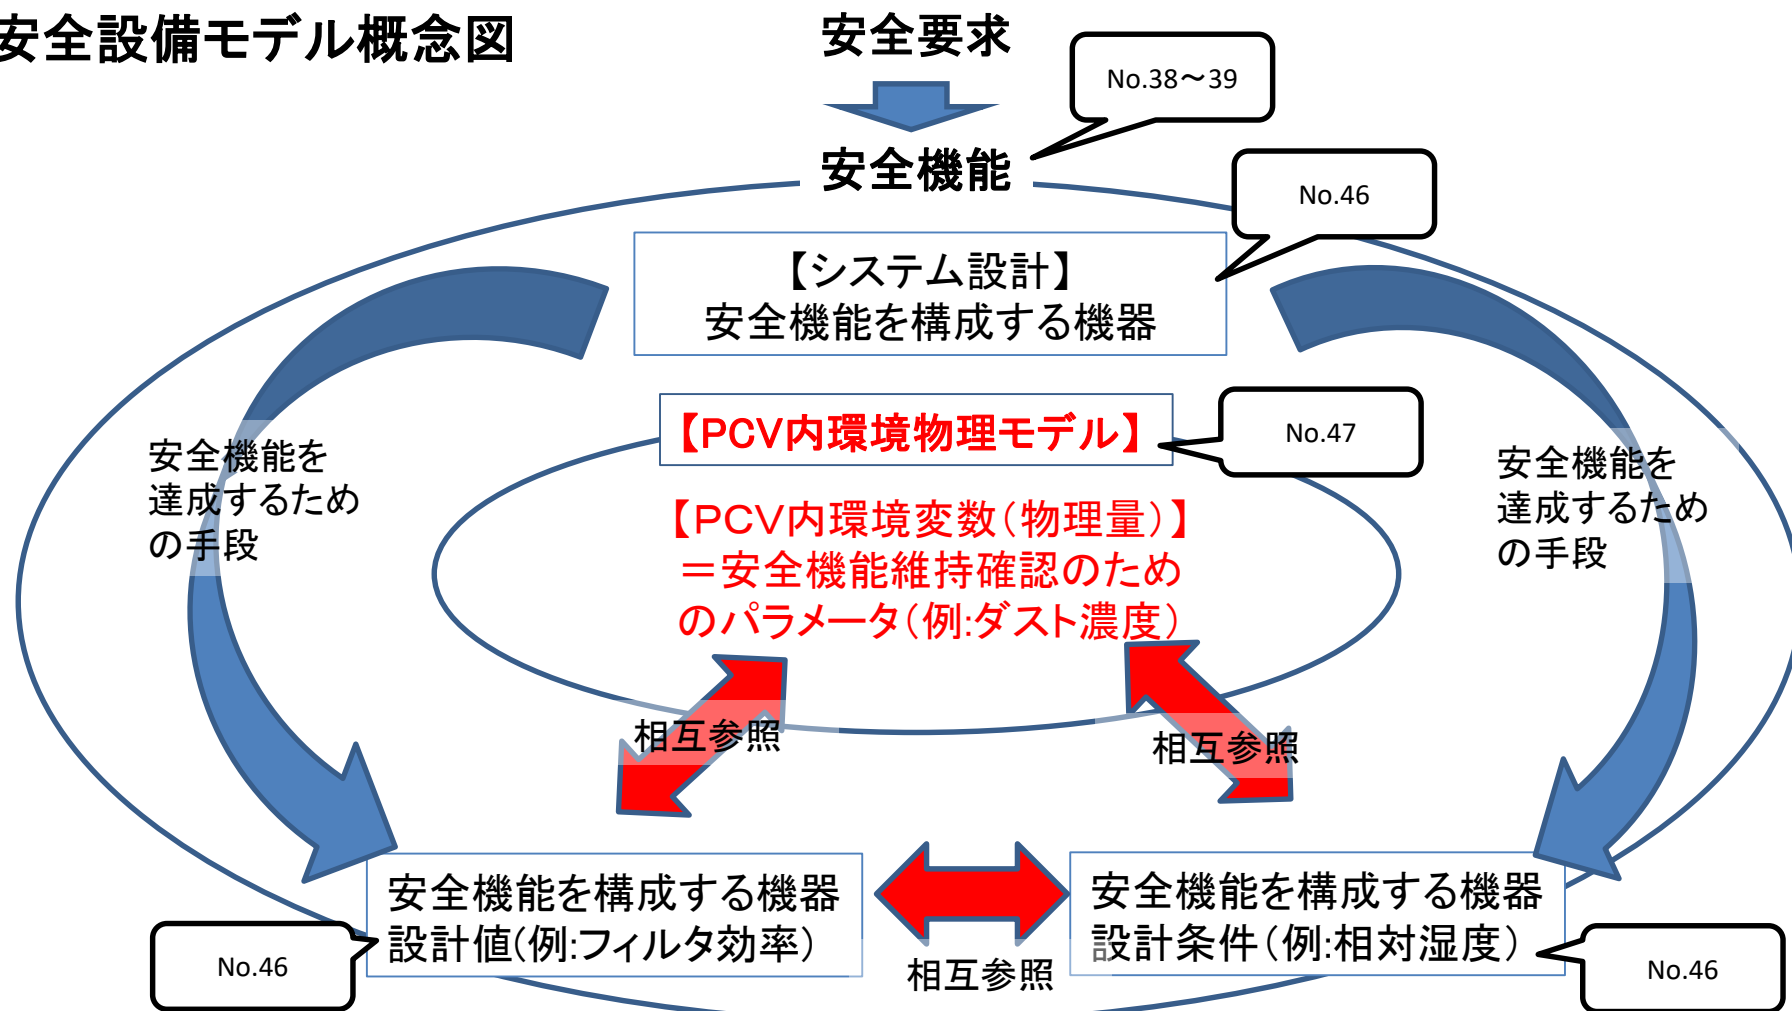 安全設備モデル概念図
安全要求
No.38～39
安全機能
No.46
【システム設計】
安全機能を構成する機器
【PCV内環境物理モデル】
No.47
安全機能を
達成するため
の手段
安全機能を
達成するため
の手段
【PCV内環境変数（物理量）】
＝安全機能維持確認のため
のパラメータ（例:ダスト濃度）
相互参照
相互参照
安全機能を構成する機器
設計値（例:フィルタ効率）
安全機能を構成する機器
設計条件（例:相対湿度）
No.46
相互参照
No.46